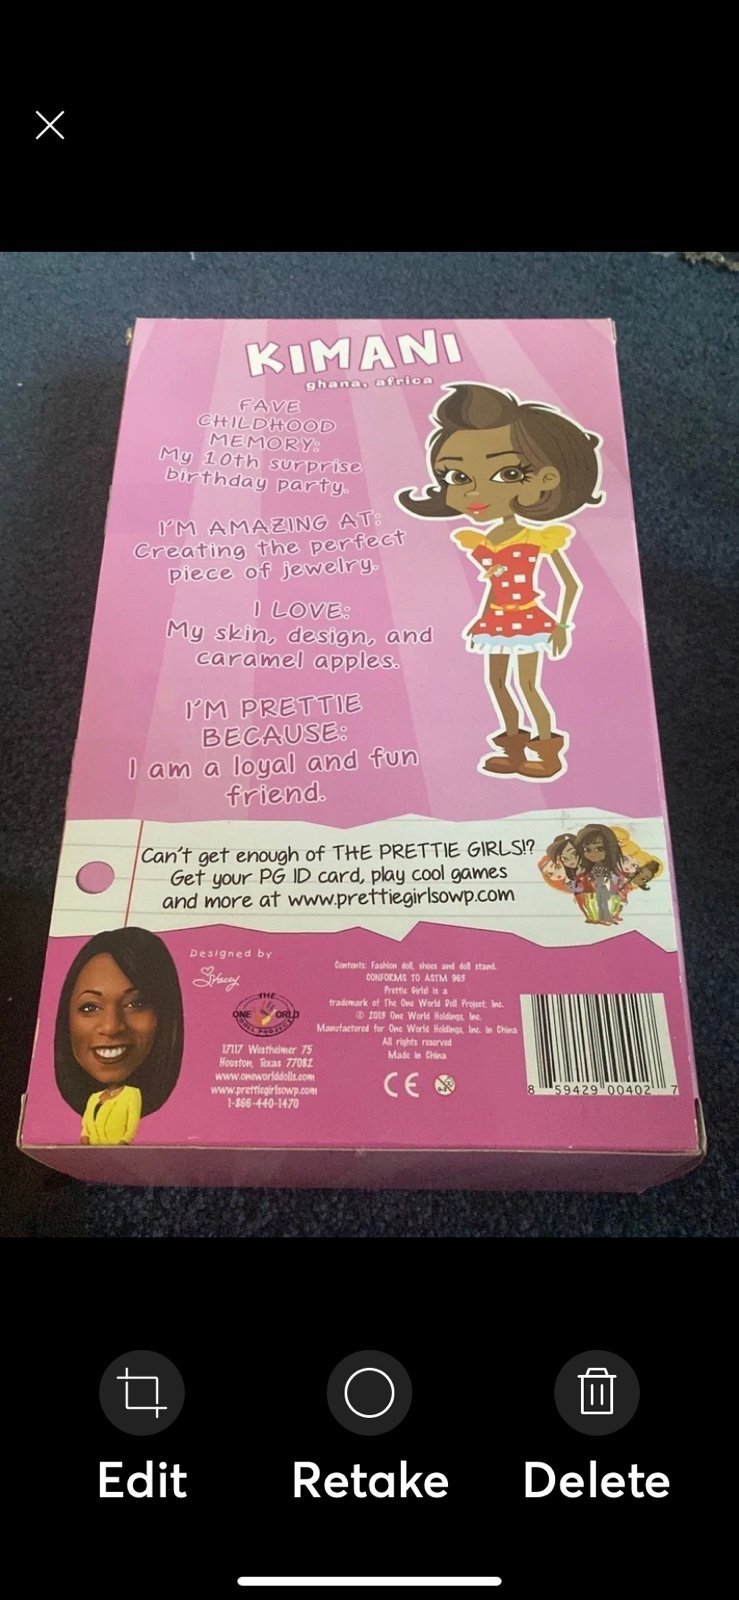 KIMANI
ghana, africa
FAVE
CHILDHOOD
MEMORY:
My 10th surprise
birthday party.
I'M AMAZING AT:
Creating the perfect
piece of jewelry.
I LOVE:
My skin, design, and
caramel apples.
I'M PRETTIE
BECAUSE:
I am a loyal and fun
friend.
Can't get enough of THE PRETTIE GIRLS!?
Get your PG ID card, play cool games
and more at www.prettiegirlsowp.com
Designed by
Stacey
THE
ONE WORLD
DOLL PROJECT
17117 Westheimer 75
Houston, Texas 77082
www.oneworlddolls.com
www.prettiegirlsowp.com
1-866-440-1470
Contents: Fashion doll, shoes and doll stand.
CONFORMS TO ASTM 963
Prettie Girls! is a
trademark of The One World Doll Project, Inc.
© 2013 One World Holdings, Inc.
Manufactured for One World Holdings, Inc. in China
All rights reserved
Made in China
CE
8 59429 00402 7
Edit
Retake
Delete